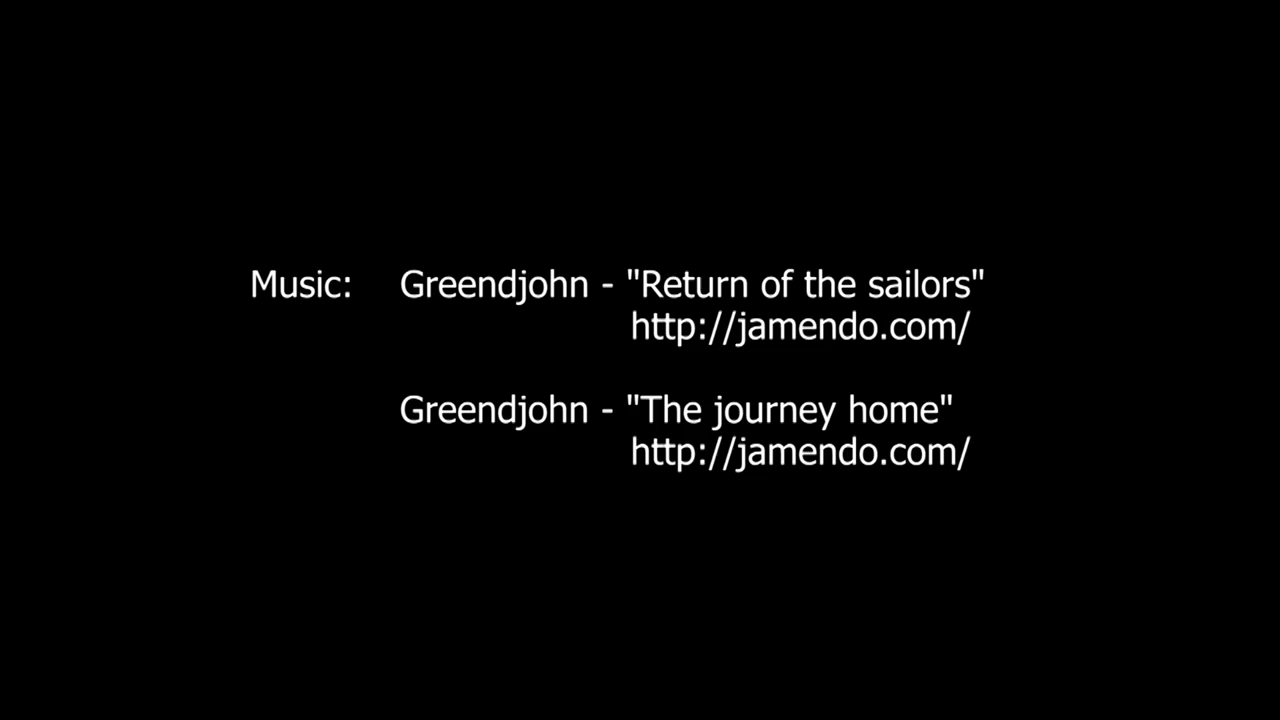 Music: Greendjohn - "Return of the sailors"
http://jamendo.com/
Greendjohn - "The journey home"
http://jamendo.com/